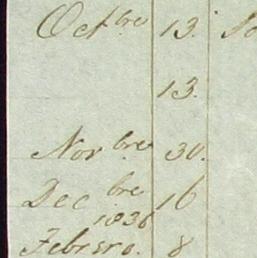 Octbre 13.
13.
Novbre 30.
Decbre 16
1836
Febrero. 8